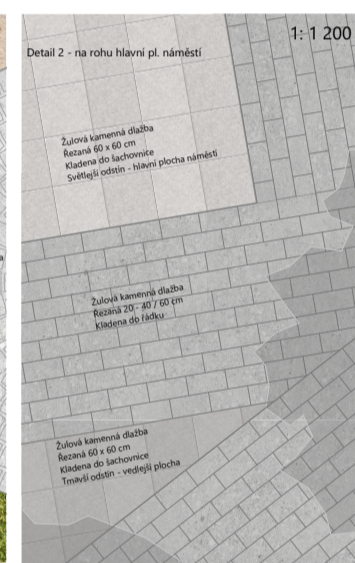 1: 1 200
Detail 2 - na rohu hlavní pl. náměstí
Žulová kamenná dlažba
Řezaná 60 x 60 cm
Kladena do šachovnice
Světlejší odstín - hlavní plocha náměstí
Žulová kamenná dlažba
Řezaná 20 - 40 / 60 cm
Kladena do řádku
Žulová kamenná dlažba
Řezaná 60 x 60 cm
Kladena do šachovnice
Tmavší odstín - vedlejší plocha